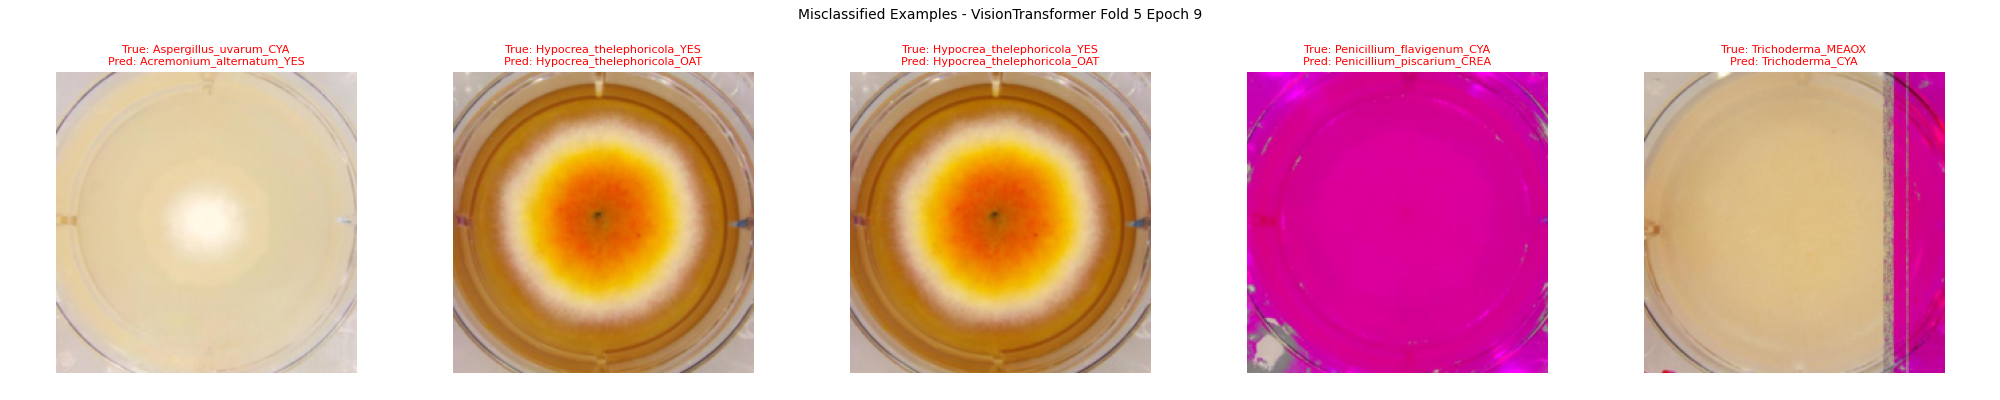 Misclassified Examples - VisionTransformer Fold 5 Epoch 9
True: Aspergillus_uvarum_CYA
Pred: Acremonium_alternatum_YES
True: Hypocrea_thelephoricola_YES
Pred: Hypocrea_thelephoricola_OAT
True: Hypocrea_thelephoricola_YES
Pred: Hypocrea_thelephoricola_OAT
True: Penicillium_flavigenum_CYA
Pred: Penicillium_piscarium_CREA
True: Trichoderma_MEAOX
Pred: Trichoderma_CYA